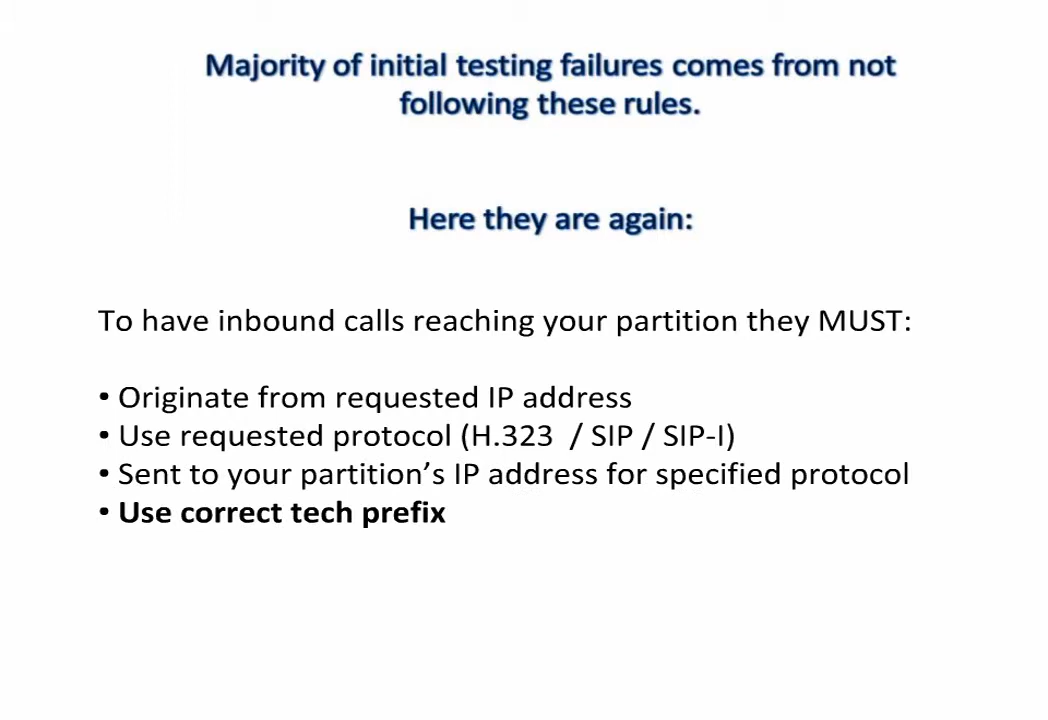 Majority of initial testing failures comes from not
following these rules.
Here they are again:
To have inbound calls reaching your partition they MUST:
• Originate from requested IP address
• Use requested protocol (H.323 / SIP / SIP-I)
• Sent to your partition’s IP address for specified protocol
• Use correct tech prefix